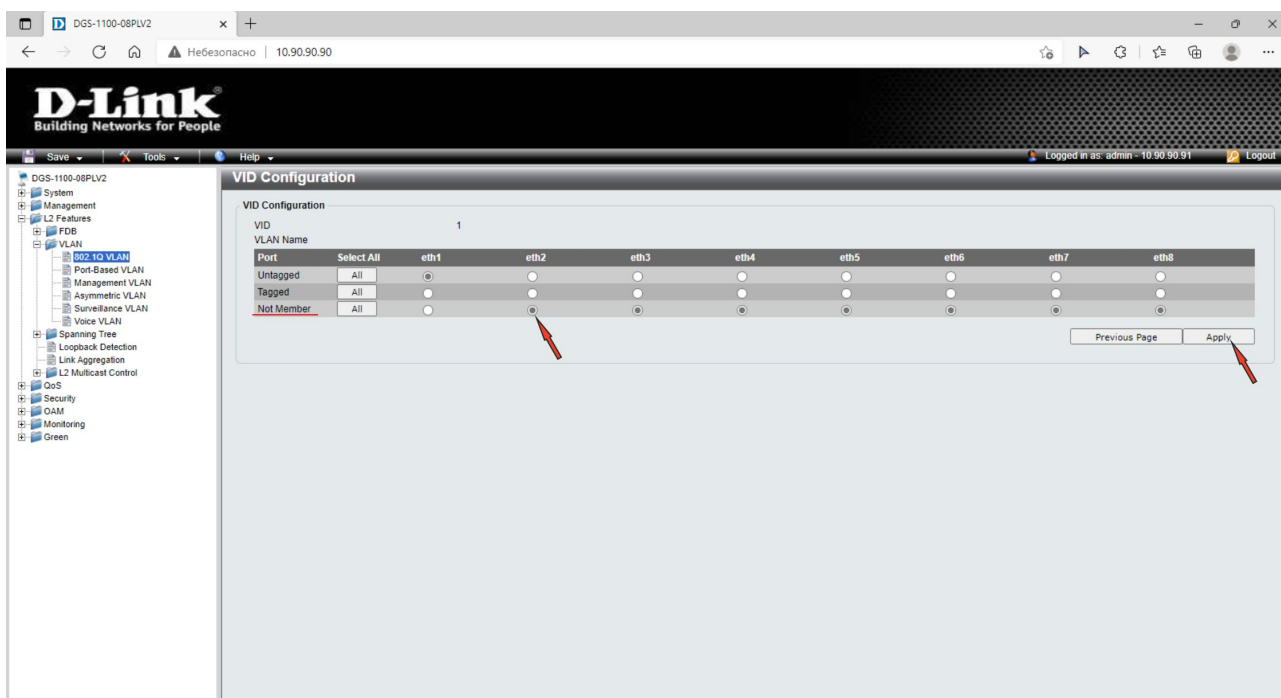 DGS-1100-08PLV2
Небезопасно | 10.90.90.90
D-Link®
Building Networks for People
Save Tools Help Logged in as: admin - 10.90.90.91 Logout
DGS-1100-08PLV2
System
Management
L2 Features
FDB
VLAN
802.1Q VLAN
Port-Based VLAN
Management VLAN
Asymmetric VLAN
Surveillance VLAN
Voice VLAN
Spanning Tree
Loopback Detection
Link Aggregation
L2 Multicast Control
QoS
Security
OAM
Monitoring
Green
VID Configuration
VID Configuration
VID 1
VLAN Name
Port Select All eth1 eth2 eth3 eth4 eth5 eth6 eth7 eth8
Untagged All
Tagged All
Not Member All
Previous Page Apply